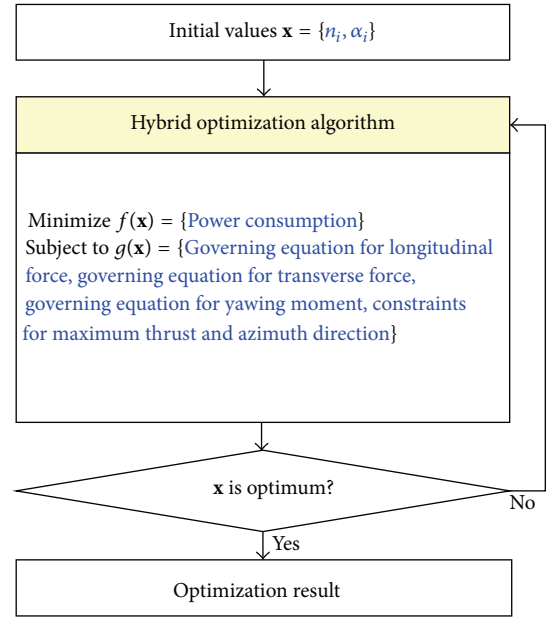 Initial values x = {nᵢ, αᵢ}
Hybrid optimization algorithm
Minimize f(x) = {Power consumption}
Subject to g(x) = {Governing equation for longitudinal
force, governing equation for transverse force,
governing equation for yawing moment, constraints
for maximum thrust and azimuth direction}
x is optimum?
No
Yes
Optimization result